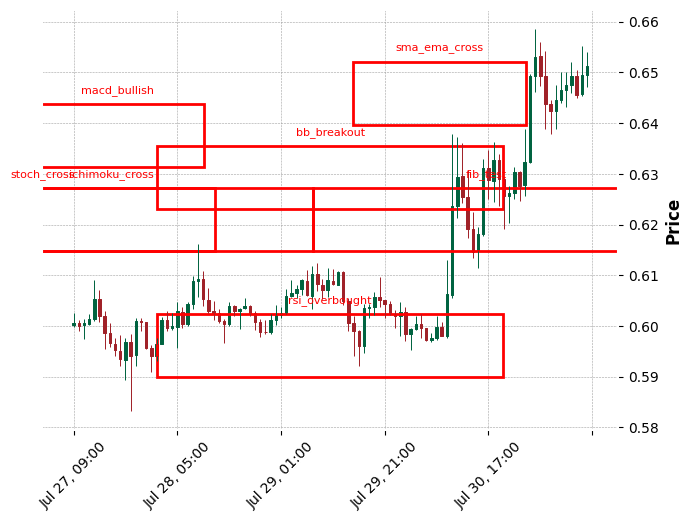 0.66
sma_ema_cross
0.65
macd_bullish
0.64
bb_breakout
0.63
stoch_cross
ichimoku_cross
0.62
Price
0.61
rsi_overbought
0.60
0.59
0.58
Jul 27, 09:00
Jul 28, 05:00
Jul 29, 01:00
Jul 29, 21:00
Jul 30, 17:00